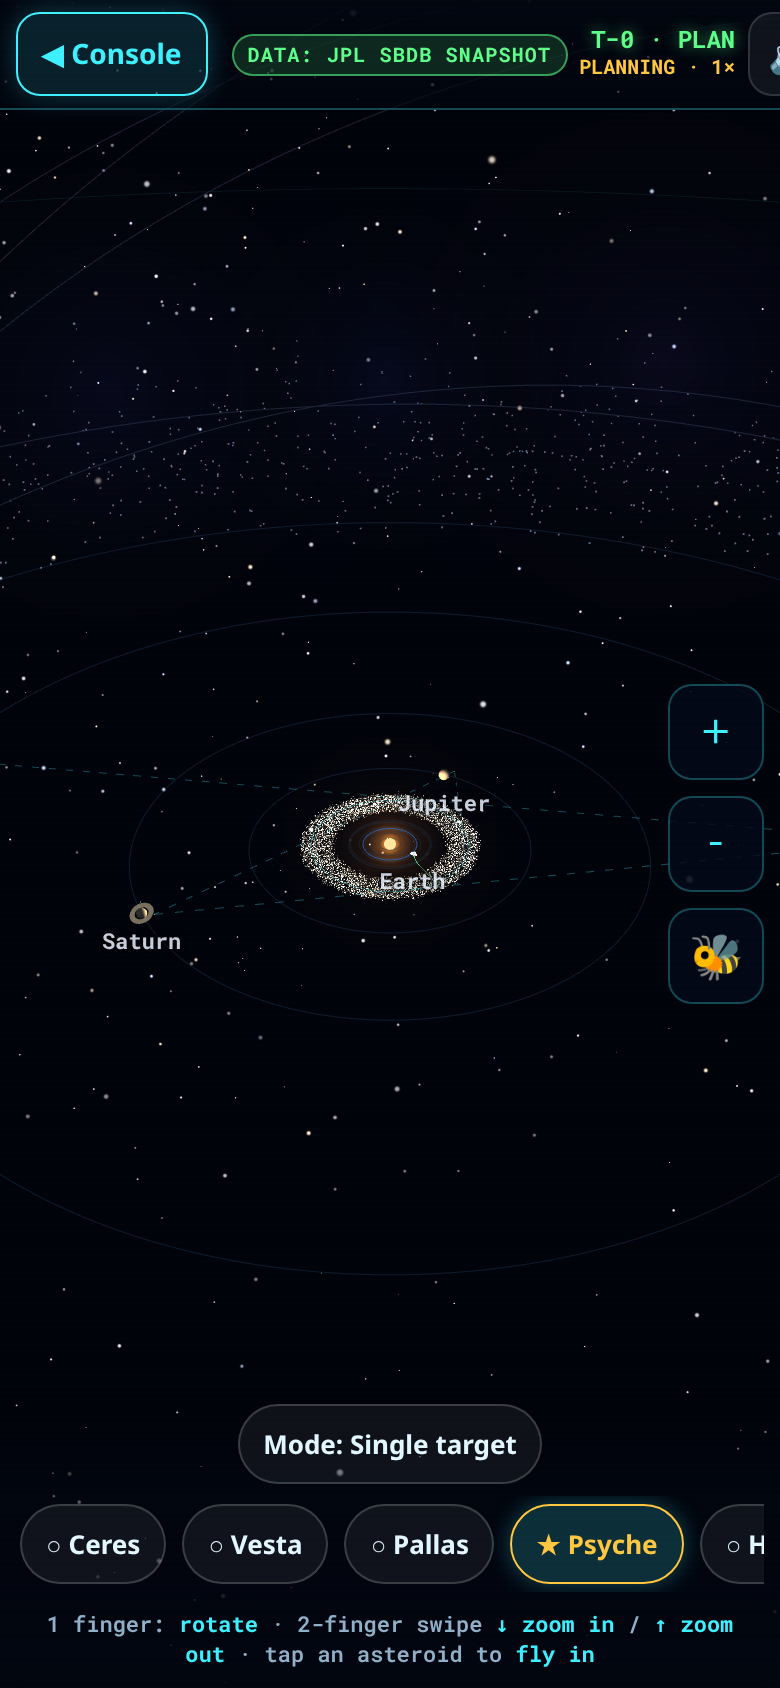 ◀ Console
DATA: JPL SBDB SNAPSHOT
T-0 · PLAN
PLANNING · 1×
Jupiter
Earth
Saturn
+
-
Mode: Single target
○ Ceres
○ Vesta
○ Pallas
★ Psyche
○ H
1 finger: rotate · 2-finger swipe ↓ zoom in / ↑ zoom
out · tap an asteroid to fly in